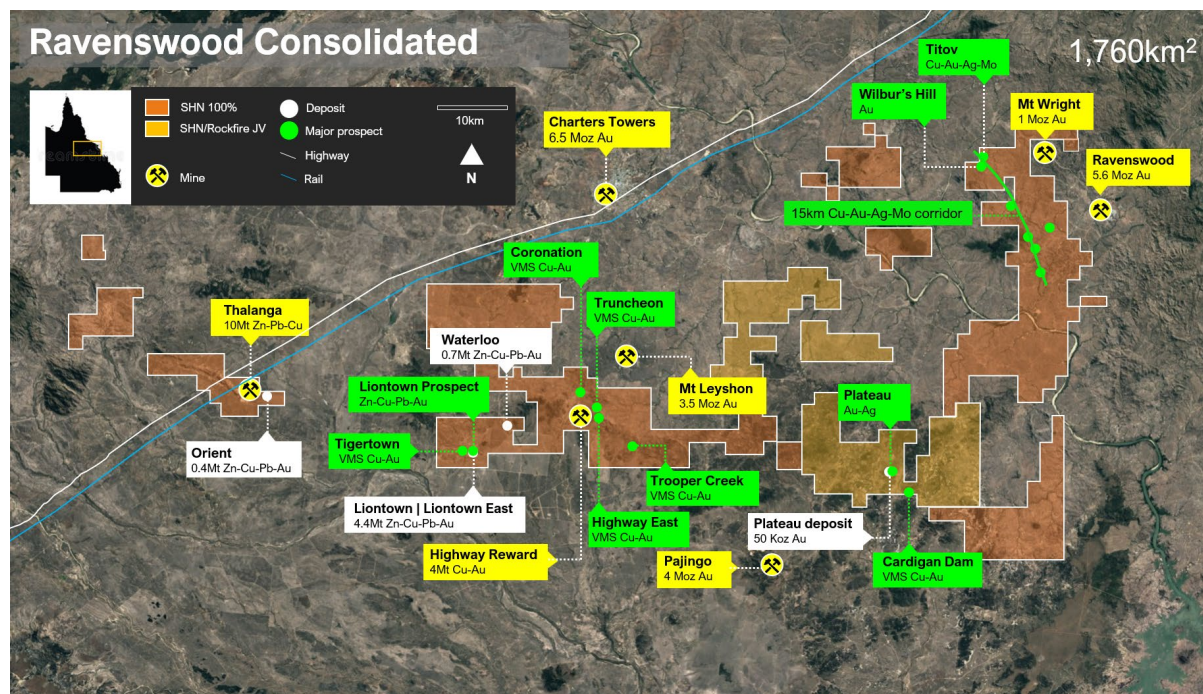 Ravenswood Consolidated
1,760km²
SHN 100%
SHN/Rockfire JV
Mine
Deposit
Major prospect
Highway
Rail
10km
N
Titov
Cu-Au-Ag-Mo
Wilbur's Hill
Au
Mt Wright
1 Moz Au
Charters Towers
6.5 Moz Au
Ravenswood
5.6 Moz Au
15km Cu-Au-Ag-Mo corridor
Coronation
VMS Cu-Au
Truncheon
VMS Cu-Au
Thalanga
10Mt Zn-Pb-Cu
Waterloo
0.7Mt Zn-Cu-Pb-Au
Liontown Prospect
Zn-Cu-Pb-Au
Mt Leyshon
3.5 Moz Au
Plateau
Au-Ag
Tigertown
VMS Cu-Au
Orient
0.4Mt Zn-Cu-Pb-Au
Trooper Creek
VMS Cu-Au
Liontown | Liontown East
4.4Mt Zn-Cu-Pb-Au
Highway East
VMS Cu-Au
Plateau deposit
50 Koz Au
Highway Reward
4Mt Cu-Au
Pajingo
4 Moz Au
Cardigan Dam
VMS Cu-Au